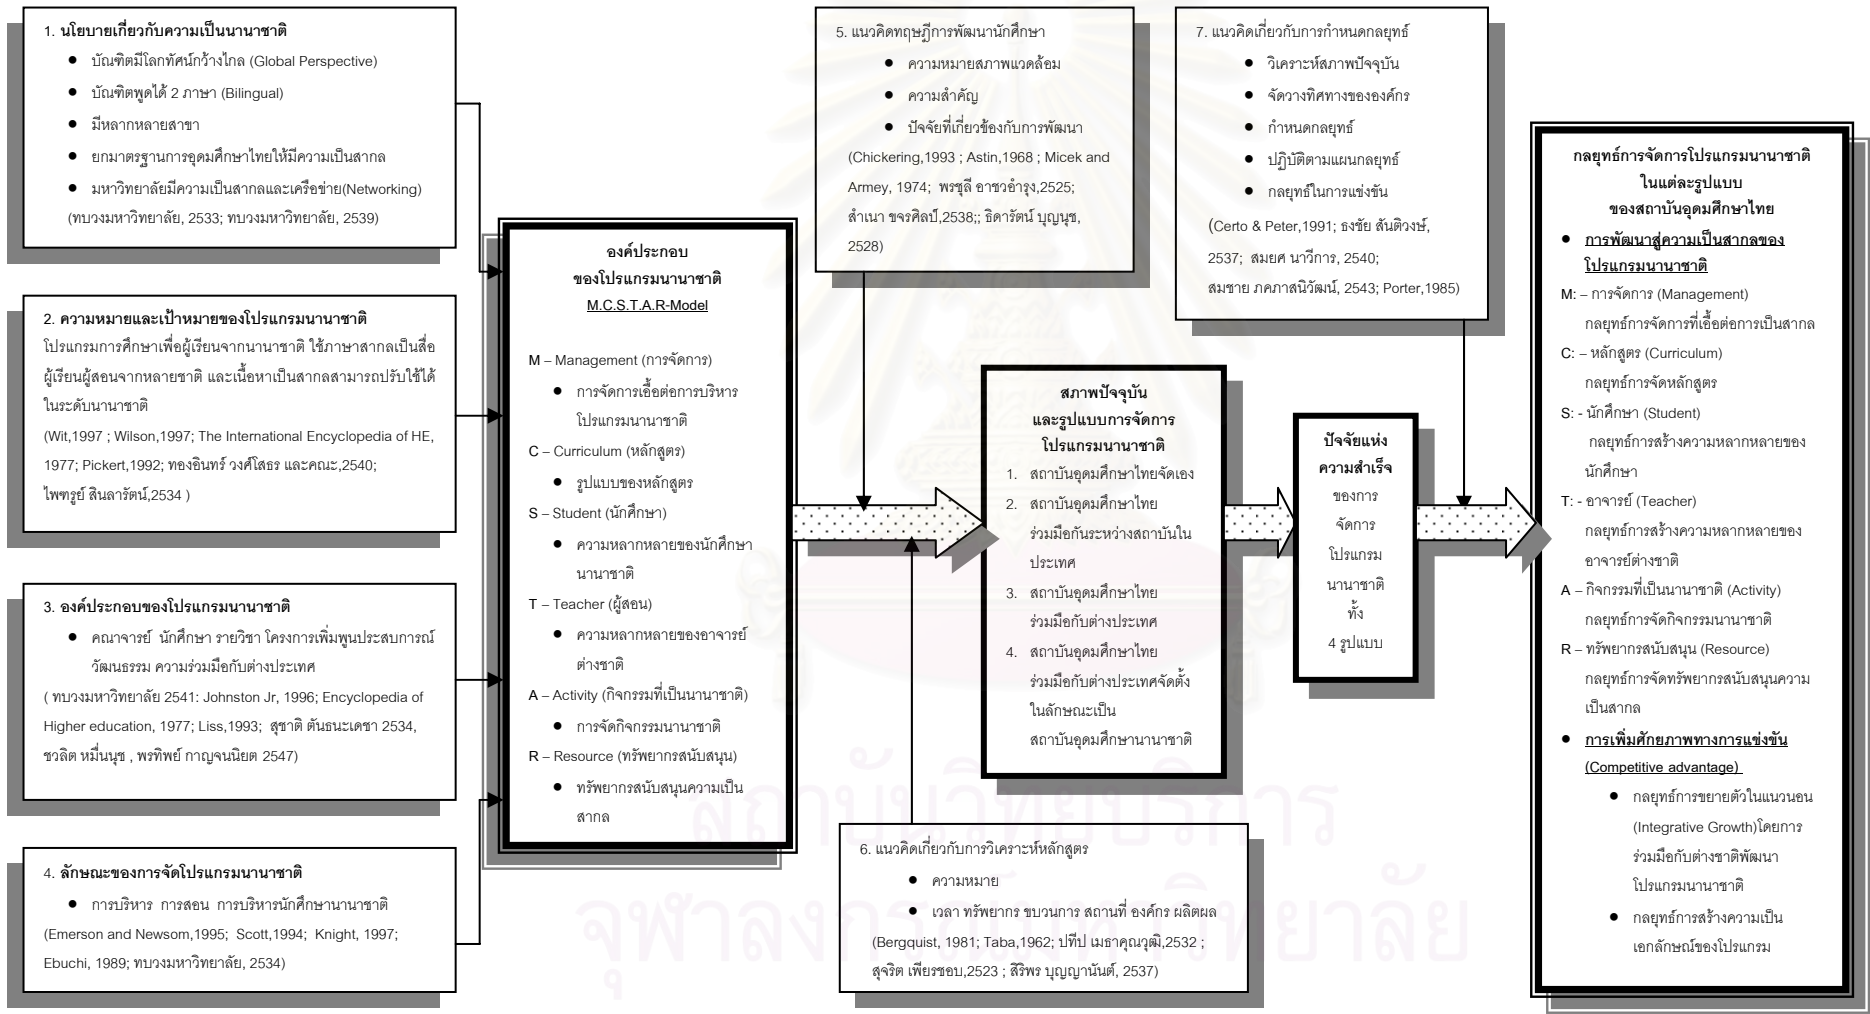 1. นโยบายเกี่ยวกับความเป็นนานาชาติ
● บัณฑิตมีโลกทัศน์กว้างไกล (Global Perspective)
● บัณฑิตพูดได้ 2 ภาษา (Bilingual)
● มีหลากหลายสาขา
● ยกมาตรฐานการอุดมศึกษาไทยให้มีความเป็นสากล
● มหาวิทยาลัยมีความเป็นสากลและเครือข่าย(Networking)
(ทบวงมหาวิทยาลัย, 2533; ทบวงมหาวิทยาลัย, 2539)
2. ความหมายและเป้าหมายของโปรแกรมนานาชาติ
โปรแกรมการศึกษาเพื่อผู้เรียนจากนานาชาติ ใช้ภาษาสากลเป็นสื่อ
ผู้เรียนผู้สอนจากหลายชาติ และเนื้อหาเป็นสากลสามารถปรับใช้ได้
ในระดับนานาชาติ
(Wit,1997 ; Wilson,1997; The International Encyclopedia of HE,
1977; Pickert,1992; ทองอินทร์ วงศ์โสธร และคณะ,2540;
ไพฑรูย์ สินลารัตน์,2534 )
3. องค์ประกอบของโปรแกรมนานาชาติ
● คณาจารย์ นักศึกษา รายวิชา โครงการเพิ่มพูนประสบการณ์
วัฒนธรรม ความร่วมมือกับต่างประเทศ
( ทบวงมหาวิทยาลัย 2541: Johnston Jr, 1996; Encyclopedia of
Higher education, 1977; Liss,1993; สุชาติ ตันธนะเดชา 2534,
ชวลิต หมื่นนุช , พรทิพย์ กาญจนนิยต 2547)
4. ลักษณะของการจัดโปรแกรมนานาชาติ
● การบริหาร การสอน การบริหารนักศึกษานานาชาติ
(Emerson and Newsom,1995; Scott,1994; Knight, 1997;
Ebuchi, 1989; ทบวงมหาวิทยาลัย, 2534)
องค์ประกอบ
ของโปรแกรมนานาชาติ
M.C.S.T.A.R-Model
M – Management (การจัดการ)
● การจัดการเอื้อต่อการบริหาร
โปรแกรมนานาชาติ
C – Curriculum (หลักสูตร)
● รูปแบบของหลักสูตร
S – Student (นักศึกษา)
● ความหลากหลายของนักศึกษา
นานาชาติ
T – Teacher (ผู้สอน)
● ความหลากหลายของอาจารย์
ต่างชาติ
A – Activity (กิจกรรมที่เป็นนานาชาติ)
● การจัดกิจกรรมนานาชาติ
R – Resource (ทรัพยากรสนับสนุน)
● ทรัพยากรสนับสนุนความเป็น
สากล
5. แนวคิดทฤษฎีการพัฒนานักศึกษา
● ความหมายสภาพแวดล้อม
● ความสำคัญ
● ปัจจัยที่เกี่ยวข้องกับการพัฒนา
(Chickering,1993 ; Astin,1968 ; Micek and
Armey, 1974; พรชุลี อาชวอำรุง,2525;
สำเนา ขจรศิลป์,2538;; ธิดารัตน์ บุญนุช,
2528)
6. แนวคิดเกี่ยวกับการวิเคราะห์หลักสูตร
● ความหมาย
● เวลา ทรัพยากร ขบวนการ สถานที่ องค์กร ผลิตผล
(Bergquist, 1981; Taba,1962; ปทีป เมธาคุณวุฒิ,2532 ;
สุจริต เพียรชอบ,2523 ; สิริพร บุญญานันต์, 2537)
สภาพปัจจุบัน
และรูปแบบการจัดการ
โปรแกรมนานาชาติ
1. สถาบันอุดมศึกษาไทยจัดเอง
2. สถาบันอุดมศึกษาไทย
ร่วมมือกันระหว่างสถาบันใน
ประเทศ
3. สถาบันอุดมศึกษาไทย
ร่วมมือกับต่างประเทศ
4. สถาบันอุดมศึกษาไทย
ร่วมมือกับต่างประเทศจัดตั้ง
ในลักษณะเป็น
สถาบันอุดมศึกษานานาชาติ
7. แนวคิดเกี่ยวกับการกำหนดกลยุทธ์
● วิเคราะห์สภาพปัจจุบัน
● จัดวางทิศทางขององค์กร
● กำหนดกลยุทธ์
● ปฏิบัติตามแผนกลยุทธ์
● กลยุทธ์ในการแข่งขัน
(Certo & Peter,1991; ธงชัย สันติวงษ์,
2537; สมยศ นาวีการ, 2540;
สมชาย ภคภาสนิวัฒน์, 2543; Porter,1985)
ปัจจัยแห่ง
ความสำเร็จ
ของการ
จัดการ
โปรแกรม
นานาชาติ
ทั้ง
4 รูปแบบ
กลยุทธ์การจัดการโปรแกรมนานาชาติ
ในแต่ละรูปแบบ
ของสถาบันอุดมศึกษาไทย
● การพัฒนาสู่ความเป็นสากลของ
โปรแกรมนานาชาติ
M: – การจัดการ (Management)
กลยุทธ์การจัดการที่เอื้อต่อการเป็นสากล
C: – หลักสูตร (Curriculum)
กลยุทธ์การจัดหลักสูตร
S: - นักศึกษา (Student)
กลยุทธ์การสร้างความหลากหลายของ
นักศึกษา
T: - อาจารย์ (Teacher)
กลยุทธ์การสร้างความหลากหลายของ
อาจารย์ต่างชาติ
A – กิจกรรมที่เป็นนานาชาติ (Activity)
กลยุทธ์การจัดกิจกรรมนานาชาติ
R – ทรัพยากรสนับสนุน (Resource)
กลยุทธ์การจัดทรัพยากรสนับสนุนความ
เป็นสากล
● การเพิ่มศักยภาพทางการแข่งขัน
(Competitive advantage)
● กลยุทธ์การขยายตัวในแนวนอน
(Integrative Growth)โดยการ
ร่วมมือกับต่างชาติพัฒนา
โปรแกรมนานาชาติ
● กลยุทธ์การสร้างความเป็น
เอกลักษณ์ของโปรแกรม
สถาบันวิทยบริการ
จุฬาลงกรณ์มหาวิทยาลัย